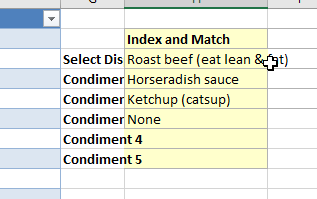 Index and Match
Select Dis Roast beef (eat lean & fat)
Condimer Horseradish sauce
Condimer Ketchup (catsup)
Condimer None
Condiment 4
Condiment 5